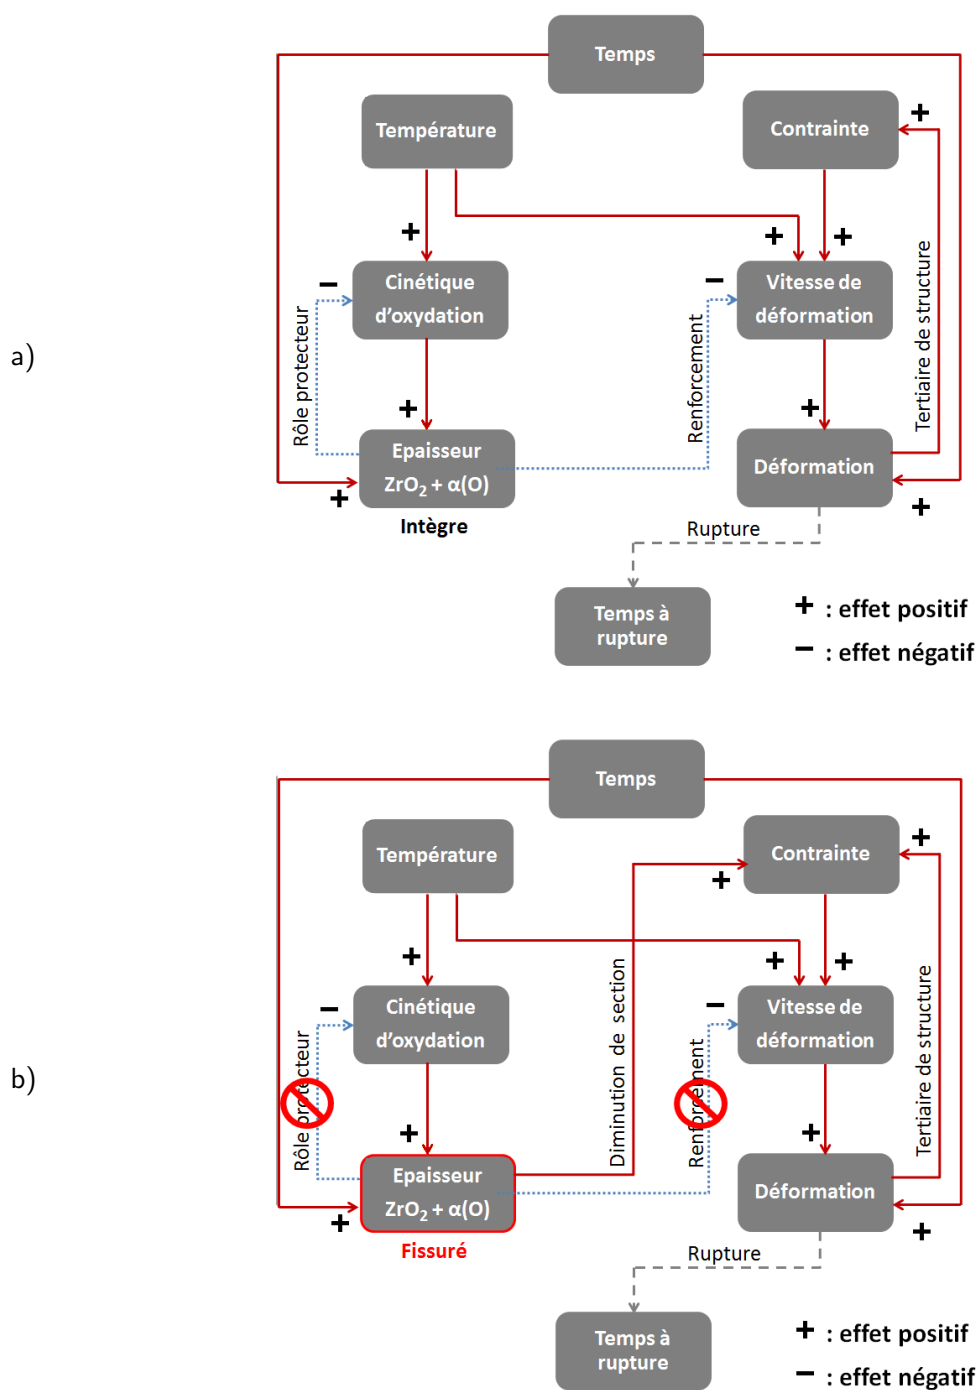 Temps
Température
Contrainte
+
+
+
+
−
Cinétique
d'oxydation
−
Vitesse de
déformation
Rôle protecteur
Renforcement
Tertiaire de structure
a)
+
+
Epaisseur
ZrO2 + α(O)
Déformation
+
+
Intègre
Rupture
Temps à
rupture
+ : effet positif
− : effet négatif
Temps
Température
Contrainte
+
+
+
+
+
−
Cinétique
d'oxydation
−
Vitesse de
déformation
Rôle protecteur
Diminution de section
Renforcement
Tertiaire de structure
b)
+
+
Epaisseur
ZrO2 + α(O)
Déformation
+
+
Fissuré
Rupture
Temps à
rupture
+ : effet positif
− : effet négatif